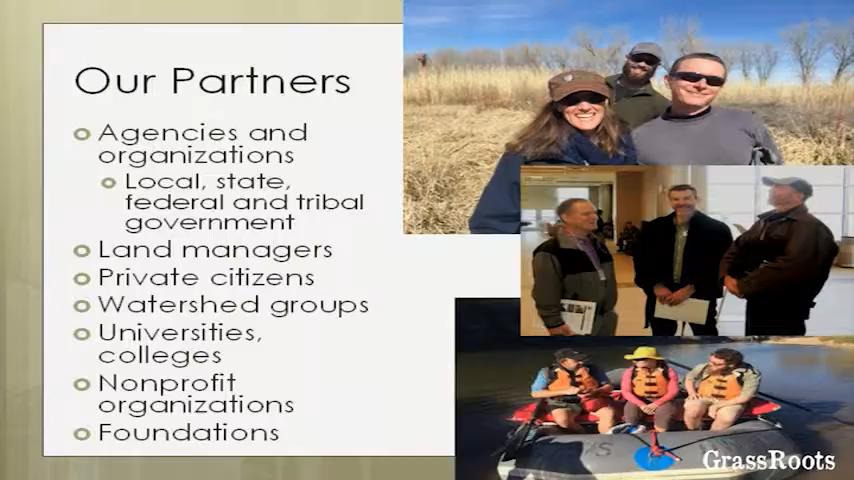 Our Partners
Agencies and
organizations
Local, state,
federal and tribal
government
Land managers
Private citizens
Watershed groups
Universities,
colleges
Nonprofit
organizations
Foundations
GrassRoots